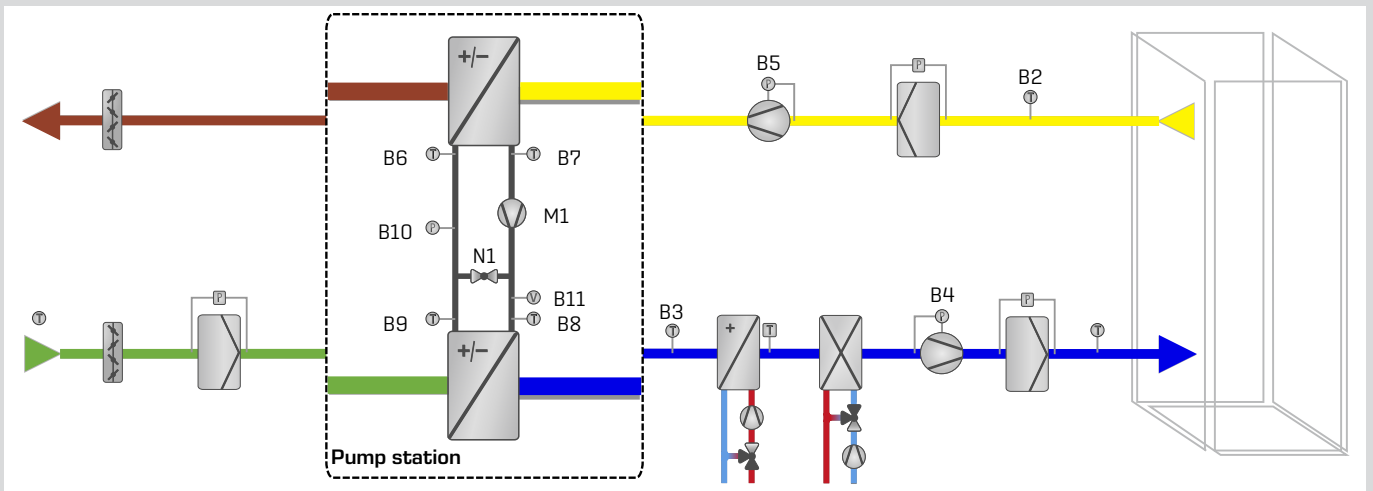 +/-
P
B5
P
B2
T
B6
T
T
B7
M1
B10
P
N1
V
B11
B9
T
T
B8
+/-
T
P
B3
T
+
T
B4
P
P
T
Pump station